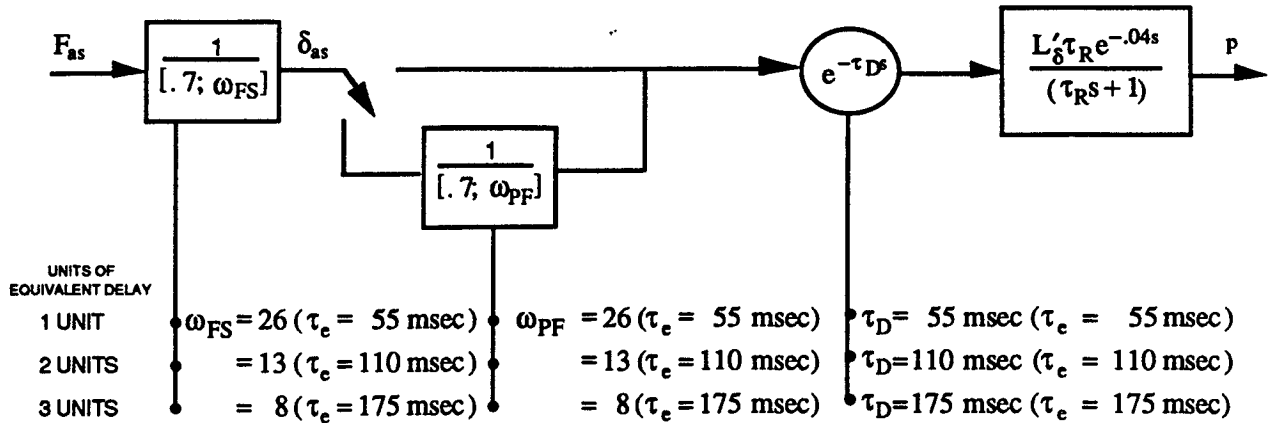 F_as
1
[.7; ω_FS]
δ_as
1
[.7; ω_PF]
e^{-τ_D s}
L'_δ τ_R e^{-.04s}
(τ_R s + 1)
p
UNITS OF
EQUIVALENT DELAY
1 UNIT ω_FS = 26 (τ_e = 55 msec) ω_PF = 26 (τ_e = 55 msec) τ_D = 55 msec (τ_e = 55 msec)
2 UNITS = 13 (τ_e = 110 msec) = 13 (τ_e = 110 msec) τ_D = 110 msec (τ_e = 110 msec)
3 UNITS = 8 (τ_e = 175 msec) = 8 (τ_e = 175 msec) τ_D = 175 msec (τ_e = 175 msec)